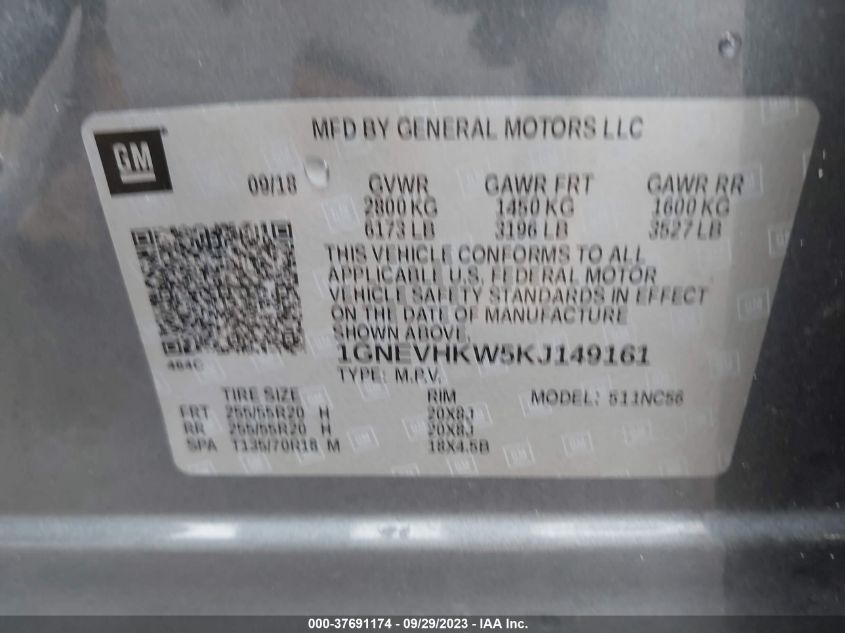 MFD BY GENERAL MOTORS LLC
GM
09/18 GVWR GAWR FRT GAWR RR
2800 KG 1450 KG 1600 KG
6173 LB 3196 LB 3527 LB
THIS VEHICLE CONFORMS TO ALL
APPLICABLE U.S. FEDERAL MOTOR
VEHICLE SAFETY STANDARDS IN EFFECT
ON THE DATE OF MANUFACTURE
SHOWN ABOVE.
1GNEVHKW5KJ149161
464C
TYPE: M.P.V.
TIRE SIZE RIM MODEL: 511NC56
FRT 255/55R20 H 20X8J
RR 255/55R20 H 20X8J
SPA T135/70R18 M 18X4.5B
000-37691174 - 09/29/2023 - IAA Inc.